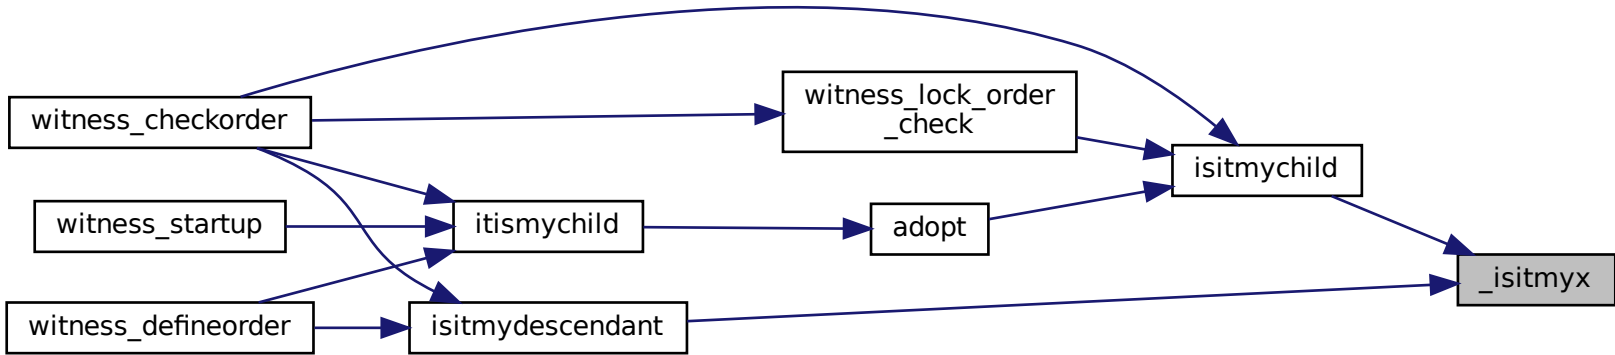 witness_checkorder
witness_lock_order
_check
isitmychild
witness_startup
itismychild
adopt
_isitmyx
witness_defineorder
isitmydescendant